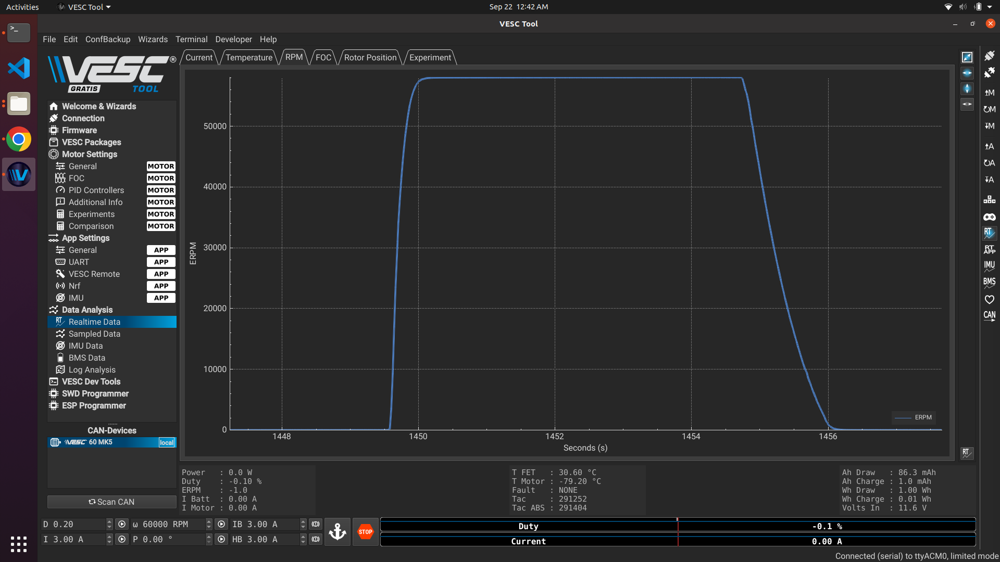 Activities
VESC Tool
Sep 22 12:42 AM
VESC Tool
File Edit ConfBackup Wizards Terminal Developer Help
VESC®
GRATIS TOOL
Welcome & Wizards
Connection
Firmware
VESC Packages
Motor Settings
General MOTOR
FOC MOTOR
PID Controllers MOTOR
Additional Info MOTOR
Experiments MOTOR
Comparison MOTOR
App Settings
General APP
UART APP
VESC Remote APP
Nrf APP
IMU APP
Data Analysis
RT Realtime Data
Sampled Data
IMU Data
BMS Data
Log Analysis
VESC Dev Tools
SWD Programmer
ESP Programmer
CAN-Devices
VESC 60 MK5 local
Scan CAN
Current Temperature RPM FOC Rotor Position Experiment
ERPM
50000
40000
30000
20000
10000
0
1448 1450 1452 1454 1456
Seconds (s)
ERPM
RT
M
M
M
A
A
A
RT
RT
APP
IMU
BMS
CAN
Power : 0.0 W
Duty : -0.10 %
ERPM : -1.0
I Batt : 0.00 A
I Motor : 0.00 A
T FET : 30.60 °C
T Motor : -79.20 °C
Fault : NONE
Tac : 291252
Tac ABS : 291404
Ah Draw : 86.3 mAh
Ah Charge : 1.0 mAh
Wh Draw : 1.00 Wh
Wh Charge : 0.01 Wh
Volts In : 11.6 V
D 0.20 ω 60000 RPM IB 3.00 A
I 3.00 A P 0.00 ° HB 3.00 A
STOP
Duty -0.1 %
Current 0.00 A
Connected (serial) to ttyACM0, limited mode